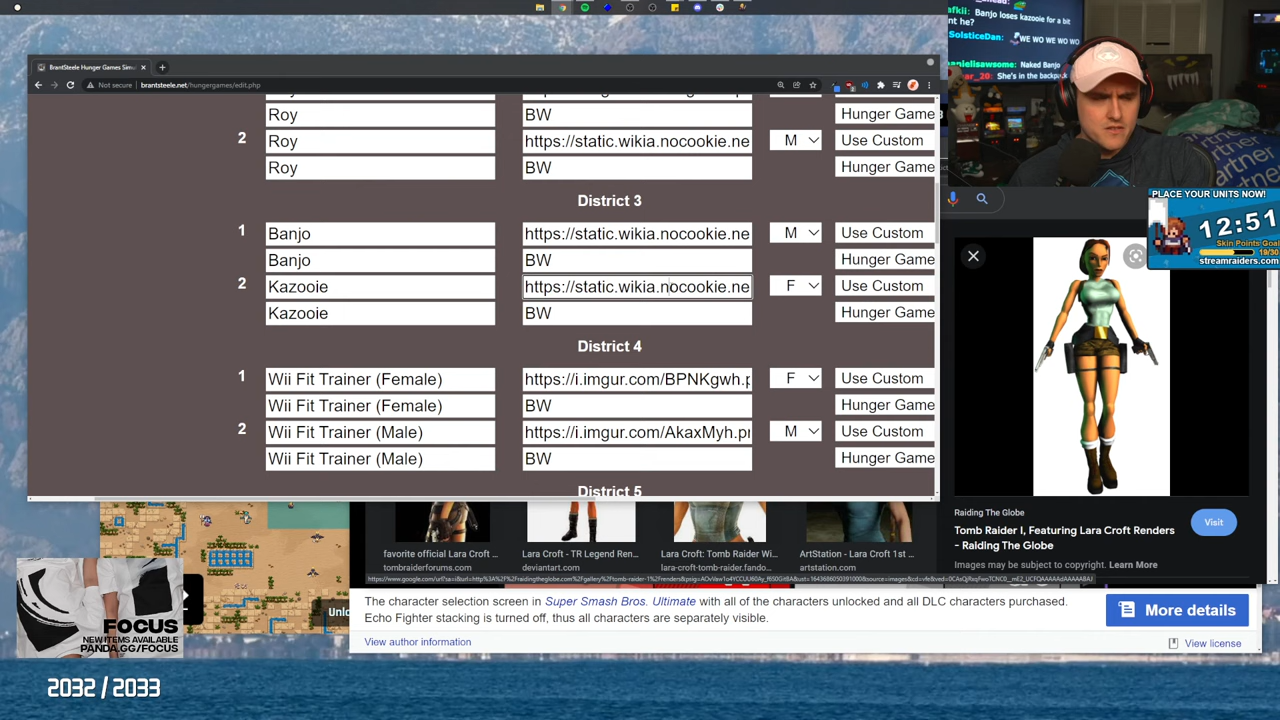 BrantSteele Hunger Games Simu
Not secure
brantsteele.net/hungergames/edit.php
Roy
BW
Hunger Game
2
Roy
https://static.wikia.nocookie.ne
M
Use Custom
Roy
BW
Hunger Game
District 3
1
Banjo
https://static.wikia.nocookie.ne
M
Use Custom
Banjo
BW
Hunger Game
2
Kazooie
https://static.wikia.nocookie.ne
F
Use Custom
Kazooie
BW
Hunger Game
District 4
1
Wii Fit Trainer (Female)
https://i.imgur.com/BPNKgwh.p
F
Use Custom
Wii Fit Trainer (Female)
BW
Hunger Game
2
Wii Fit Trainer (Male)
https://i.imgur.com/AkaxMyh.pr
M
Use Custom
Wii Fit Trainer (Male)
BW
Hunger Game
District 5
Banjo loses kazooie for a bit
nt he?
SolsticeDan:
WE WO WE WO WO
danielisawsome: Naked Banjo
ar_20: She's in the backpack
PLACE YOUR UNITS NOW!
12:51
Skin Points Goal
19/30
streamraiders.com
Raiding The Globe
Tomb Raider I, Featuring Lara Croft Renders
- Raiding The Globe
Visit
Images may be subject to copyright. Learn More
favorite official Lara Croft ...
tombraiderforums.com
Lara Croft - TR Legend Ren...
deviantart.com
Lara Croft: Tomb Raider Wi...
lara-croft-tomb-raider.fando...
ArtStation - Lara Croft 1st ...
artstation.com
The character selection screen in Super Smash Bros. Ultimate with all of the characters unlocked and all DLC characters purchased.
Echo Fighter stacking is turned off, thus all characters are separately visible.
More details
View author information
View license
Unlo
FOCUS
NEW ITEMS AVAILABLE
PANDA.GG/FOCUS
2032 / 2033